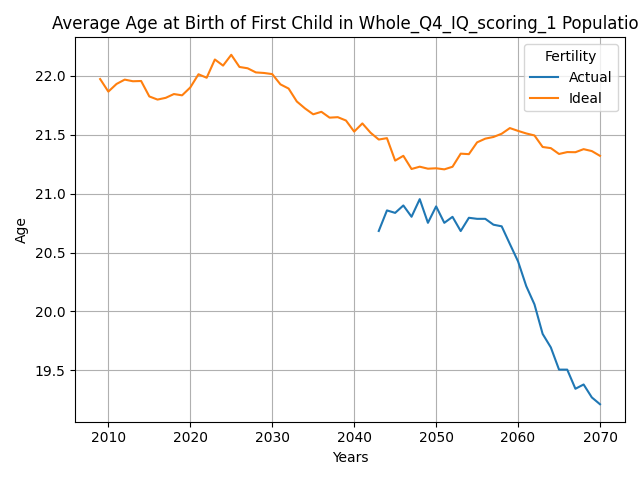 Average Age at Birth of First Child in Whole_Q4_IQ_scoring_1 Populatio
Fertility
Actual
Ideal
22.0
21.5
21.0
20.5
20.0
19.5
Age
2010 2020 2030 2040 2050 2060 2070
Years